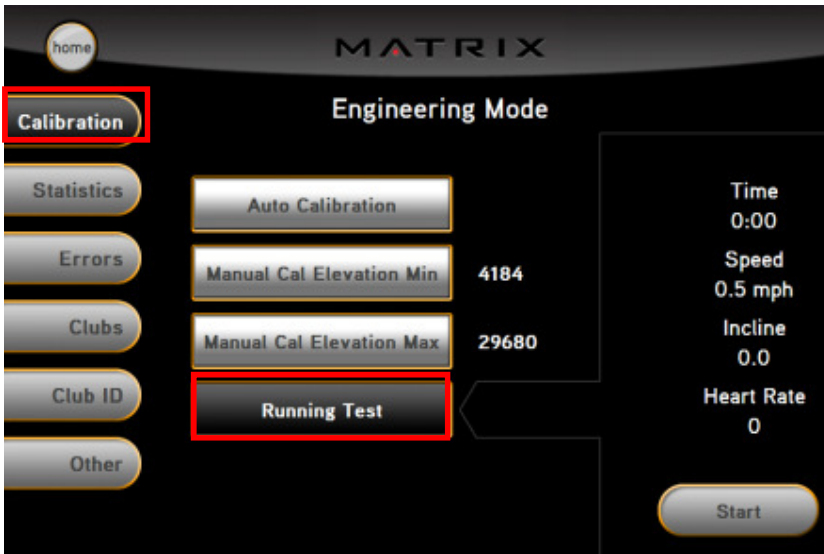 home
MATRIX
Engineering Mode
Calibration
Statistics
Errors
Clubs
Club ID
Other
Auto Calibration
Manual Cal Elevation Min 4184
Manual Cal Elevation Max 29680
Running Test
Time
0:00
Speed
0.5 mph
Incline
0.0
Heart Rate
0
Start